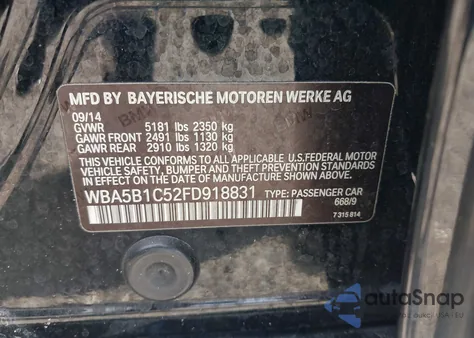 MFD BY BAYERISCHE MOTOREN WERKE AG
09/14
GVWR 5181 lbs 2350 kg
GAWR FRONT 2491 lbs 1130 kg
GAWR REAR 2910 lbs 1320 kg
THIS VEHICLE CONFORMS TO ALL APPLICABLE U.S.FEDERAL MOTOR
VEHICLE SAFETY, BUMPER, AND THEFT PREVENTION STANDARDS
IN EFFECT ON THE DATE OF MANUFACTURE SHOWN ABOVE.
WBA5B1C52FD918831 TYPE: PASSENGER CAR
668/9
7 315 814
autoSnap